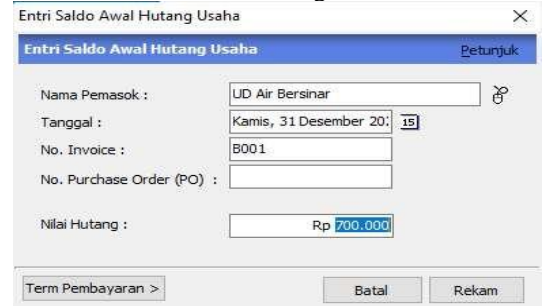 Entri Saldo Awal Hutang Usaha
Entri Saldo Awal Hutang Usaha Petunjuk
Nama Pemasok : UD Air Bersinar
Tanggal : Kamis, 31 Desember 20 15
No. Invoice : B001
No. Purchase Order (PO) :
Nilai Hutang : Rp 700.000
Term Pembayaran > Batal Rekam